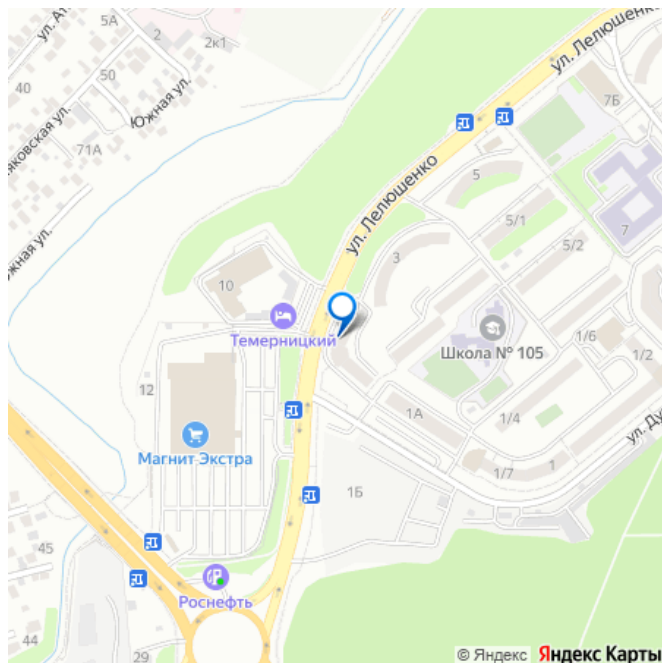 ул. Ат
5А
2
2к1
50
40
Южная ул.
яковская ул.
71А
жная ул.
ул. Лелюшенко
7Б
ул. Лелюшенко
5
5/1
5/2
7
3
10
Темерницкий
Школа № 105
1/6
1/2
12
1А
1/4
ул. Ду
Магнит Экстра
1/7
1
1Б
45
Роснефть
44
29
© Яндекс Яндекс Карты